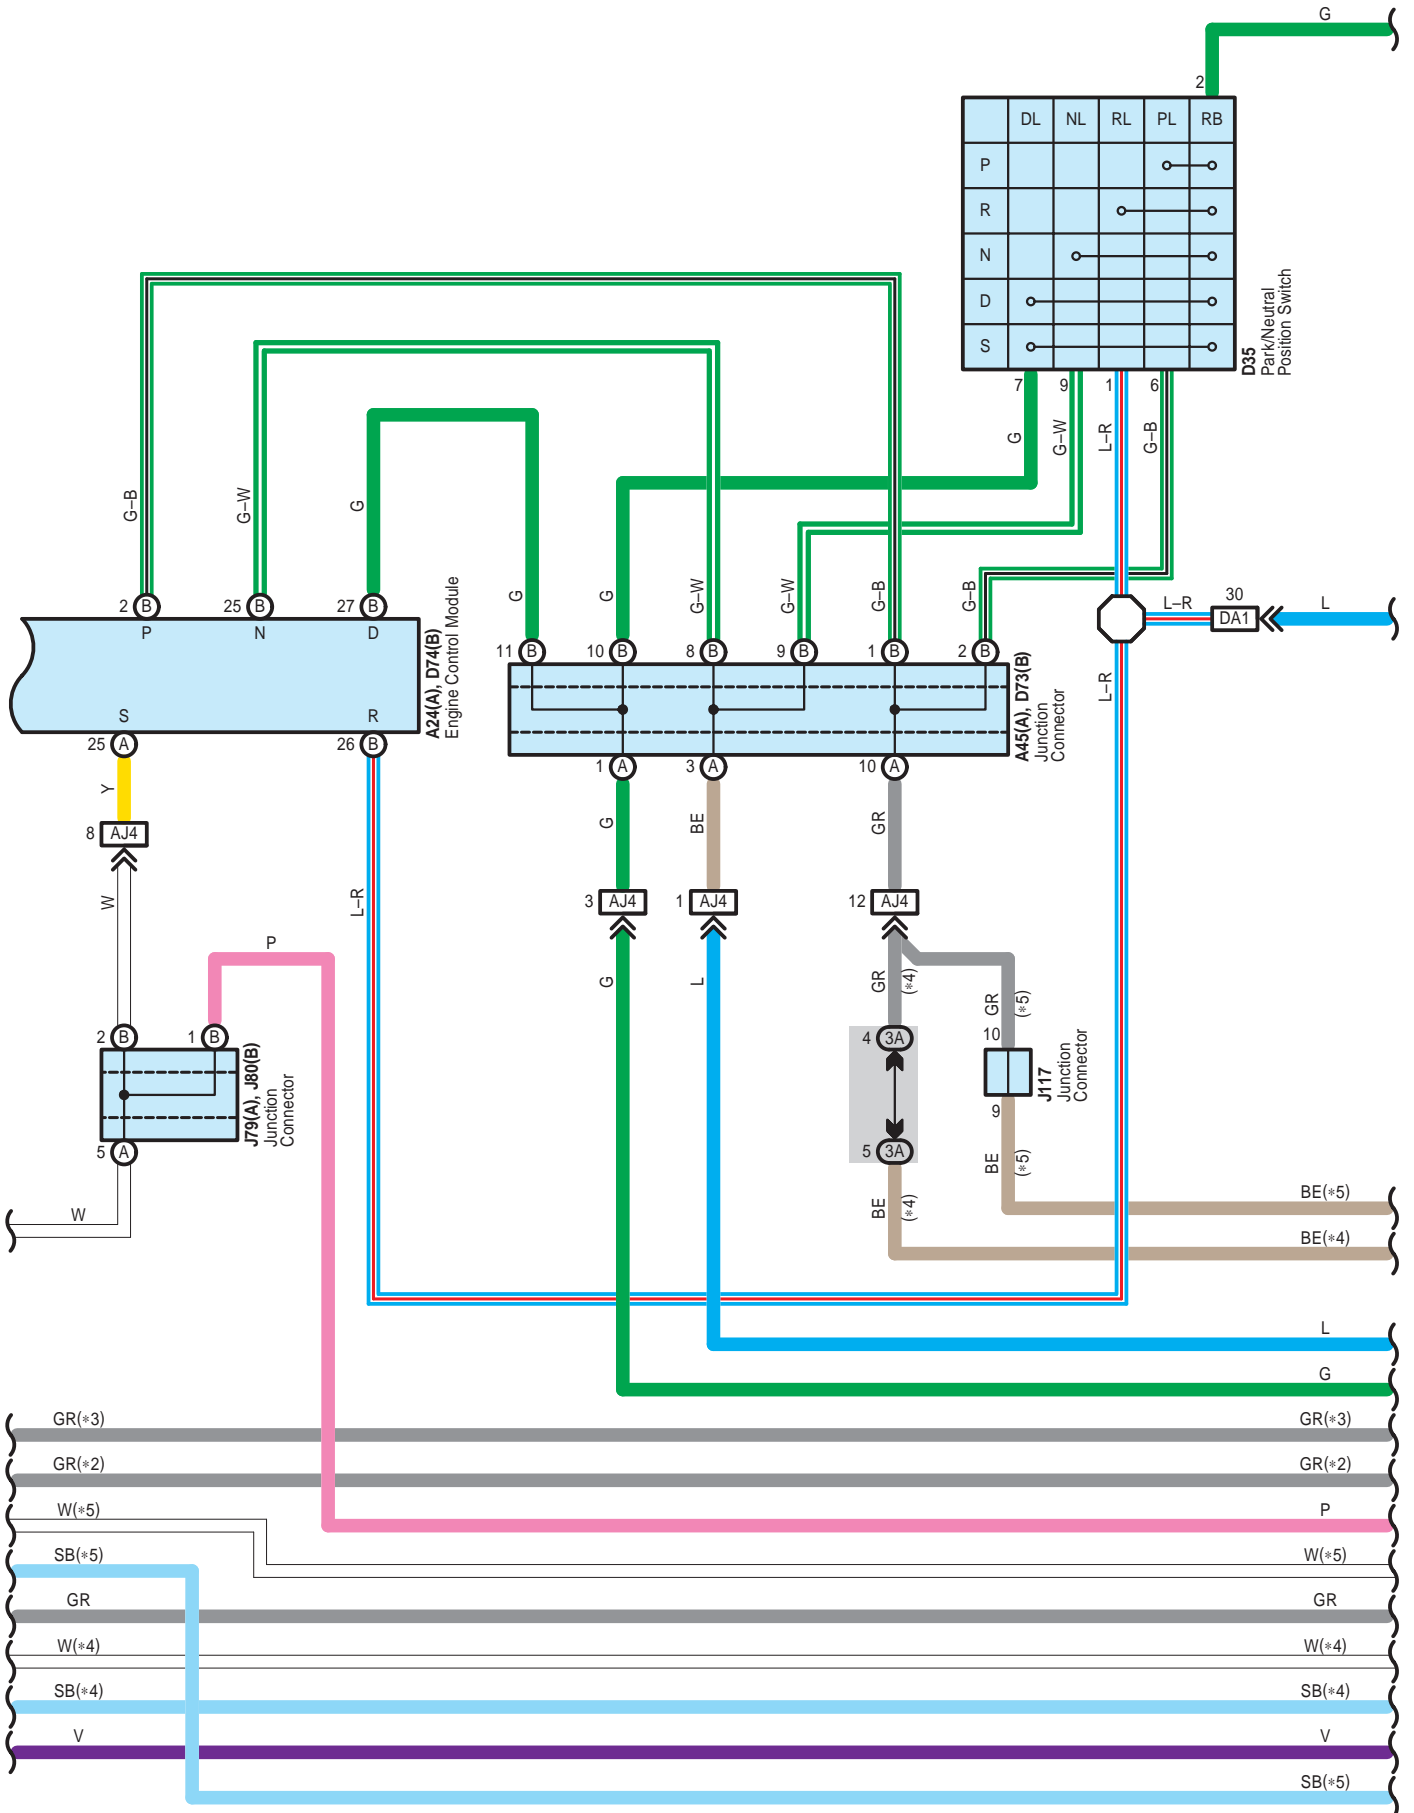 G
2
DL NL RL PL RB
P
R
N
D
S
D35
Park/Neutral
Position Switch
7 9 1 6
G G–W L–R G–B
G–B G–W G
G G G–W G–W G–B G–B
L–R 30 L
DA1
L–R
2 B 25 B 27 B
P N D
S R
A24(A), D74(B)
Engine Control Module
11 B 10 B 8 B 9 B 1 B 2 B
A45(A), D73(B)
Junction
Connector
25 A 26 B
1 A 3 A 10 A
Y
G BE GR
8 AJ4
3 AJ4 1 AJ4 12 AJ4
W L–R
P
G L GR (*4) GR (*5)
2 B 1 B
4 3A 10
J79(A), J80(B)
Junction
Connector
J117
Junction
Connector
9
5 A
5 3A
BE (*5)
BE (*4)
W
BE(*5)
BE(*4)
L
G
GR(*3) GR(*3)
GR(*2) GR(*2)
W(*5) P
SB(*5) W(*5)
GR GR
W(*4) W(*4)
SB(*4) SB(*4)
V V
SB(*5)